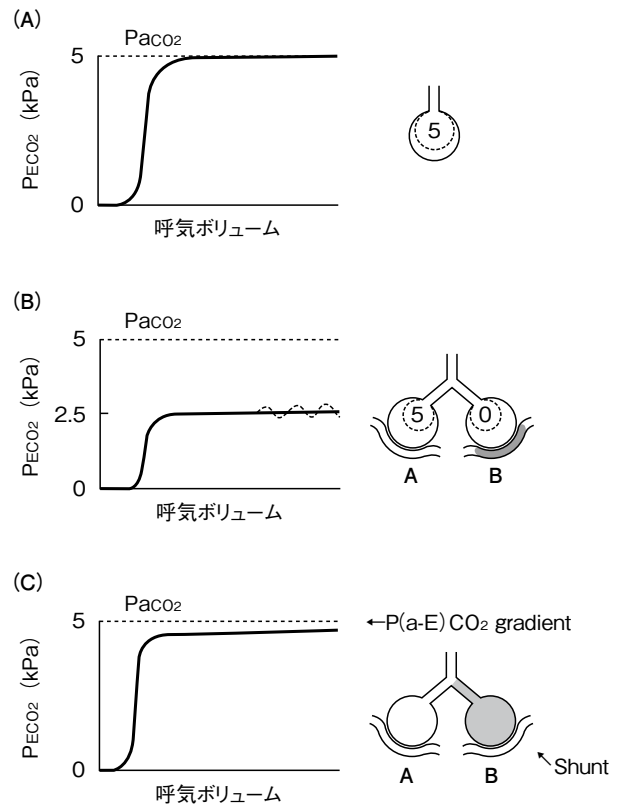 (A)
PaCO2
5
PECO2 (kPa)
0
呼気ボリューム
5
(B)
PaCO2
5
2.5
PECO2 (kPa)
0
呼気ボリューム
5 0
A B
(C)
PaCO2
5
←P(a-E) CO2 gradient
PECO2 (kPa)
0
呼気ボリューム
A B
Shunt